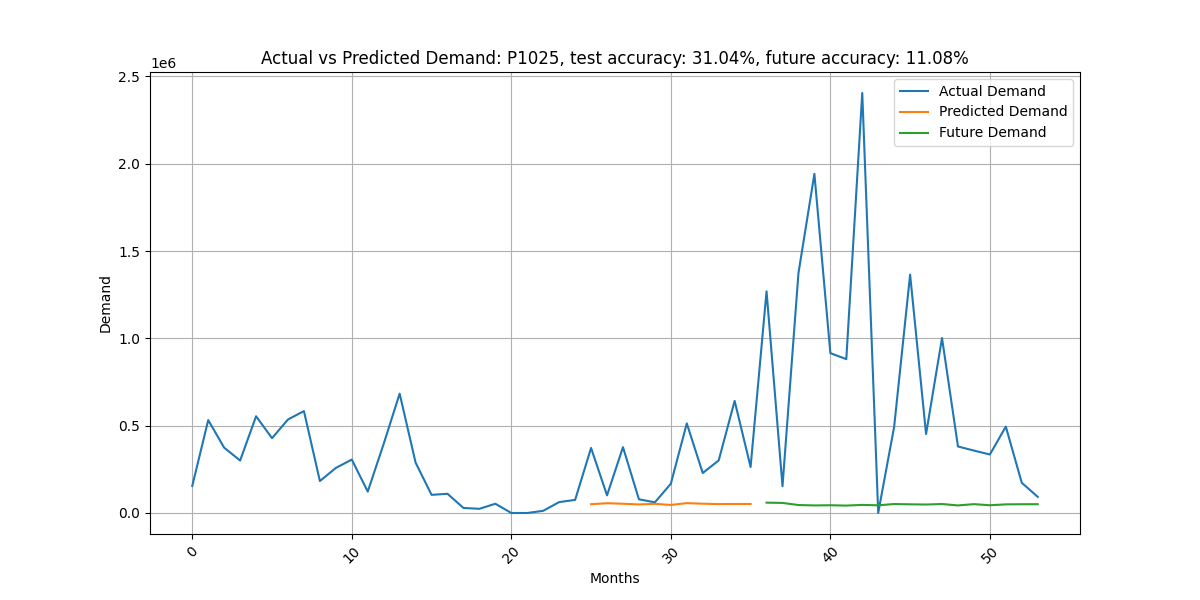 Actual vs Predicted Demand: P1025, test accuracy: 31.04%, future accuracy: 11.08%
1e6
2.5
2.0
1.5
1.0
0.5
0.0
Demand
Actual Demand
Predicted Demand
Future Demand
0
10
20
30
40
50
Months